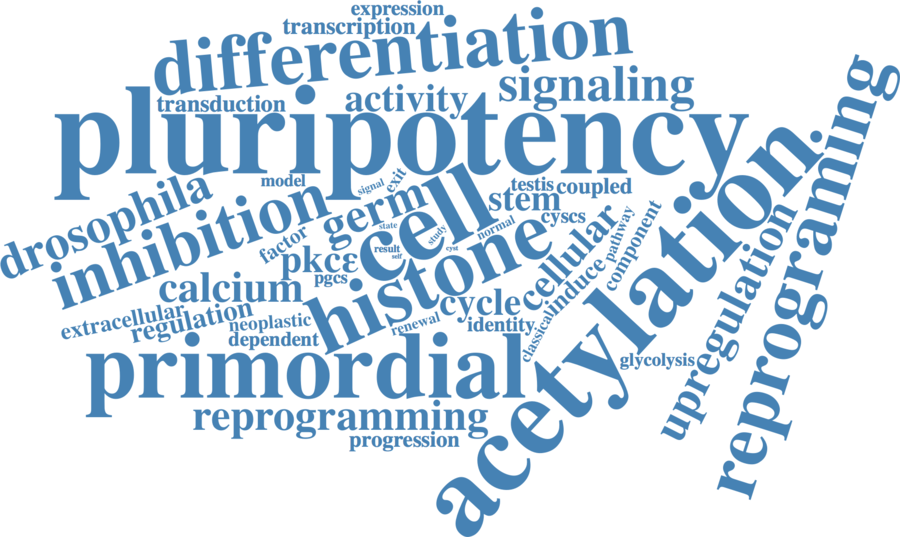 expression
transcription
differentiation
signaling
transduction
activity
pluripotency
reprograming
acetylation
model
signal
exit
testis
coupled
drosophila
inhibition
germ
cell
stem
cyscs
state
study
normal
factor
result
self
cyst
pkcε
pgcs
histone
cellular
pathway
component
calcium
cycle
induce
upregulation
extracellular
regulation
neoplastic
dependent
renewal
identity
classical
primordial
glycolysis
reprogramming
progression